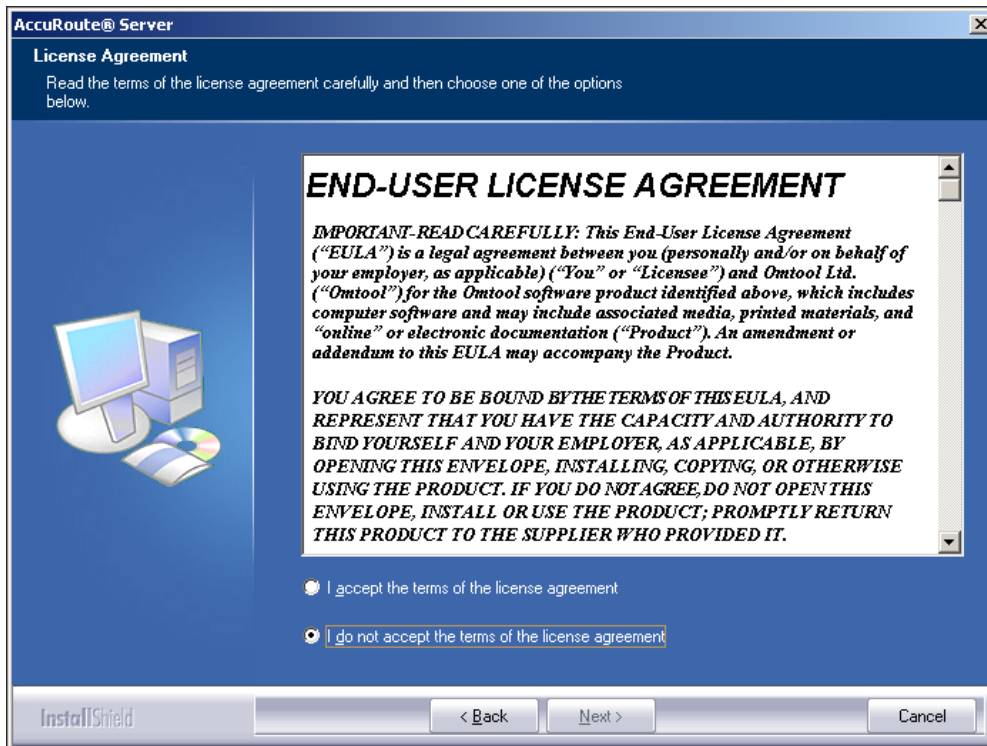 AccuRoute® Server
License Agreement
Read the terms of the license agreement carefully and then choose one of the options
below.
END-USER LICENSE AGREEMENT
IMPORTANT-READ CAREFULLY: This End-User License Agreement
(“EULA”) is a legal agreement between you (personally and/or on behalf of
your employer, as applicable) (“You” or “Licensee”) and Omtool Ltd.
(“Omtool”) for the Omtool software product identified above, which includes
computer software and may include associated media, printed materials, and
“online” or electronic documentation (“Product”). An amendment or
addendum to this EULA may accompany the Product.
YOU AGREE TO BE BOUND BY THE TERMS OF THIS EULA, AND
REPRESENT THAT YOU HAVE THE CAPACITY AND AUTHORITY TO
BIND YOURSELF AND YOUR EMPLOYER, AS APPLICABLE, BY
OPENING THIS ENVELOPE, INSTALLING, COPYING, OR OTHERWISE
USING THE PRODUCT. IF YOU DO NOT AGREE, DO NOT OPEN THIS
ENVELOPE, INSTALL OR USE THE PRODUCT; PROMPTLY RETURN
THIS PRODUCT TO THE SUPPLIER WHO PROVIDED IT.
I accept the terms of the license agreement
I do not accept the terms of the license agreement
InstallShield
< Back
Next >
Cancel